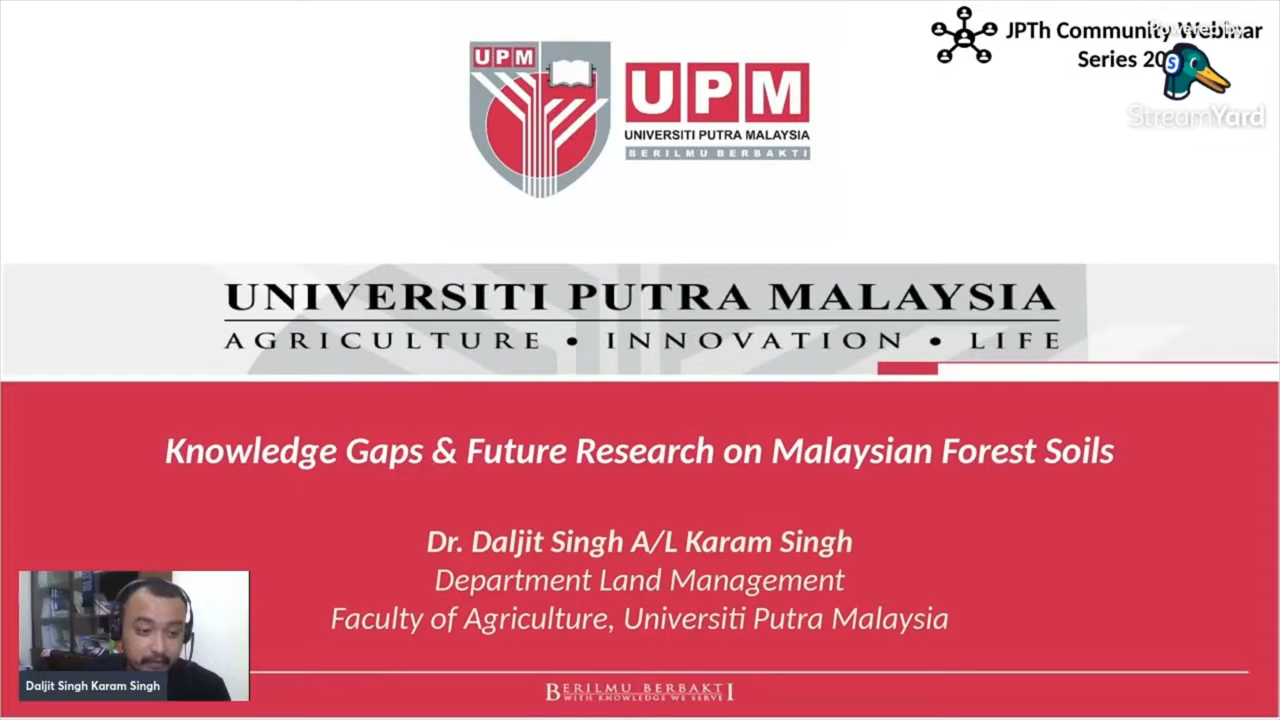 UPM
UPM
UNIVERSITI PUTRA MALAYSIA
BERILMU BERBAKTI
JPTh Community Webinar
Series 20
Powered by
StreamYard
UNIVERSITI PUTRA MALAYSIA
AGRICULTURE • INNOVATION • LIFE
Knowledge Gaps & Future Research on Malaysian Forest Soils
Dr. Daljit Singh A/L Karam Singh
Department Land Management
Faculty of Agriculture, Universiti Putra Malaysia
Daljit Singh Karam Singh
BERILMU BERBAKTI
WITH KNOWLEDGE WE SERVE